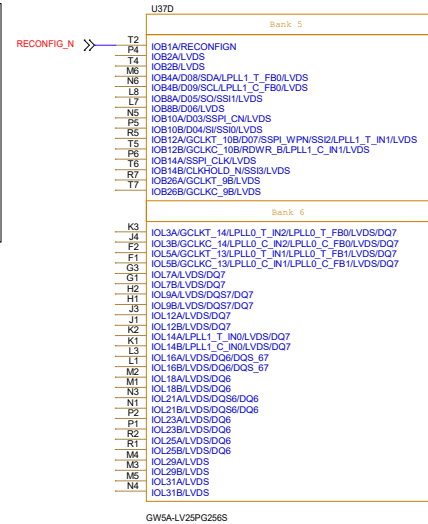 U37D
Bank 5
RECONFIG_N
T2 IOB1A/RECONFIGN
P4 IOB2A/LVDS
T4 IOB2B/LVDS
M6 IOB4A/D08/SDA/LPLL1_T_FB0/LVDS
N6 IOB4B/D09/SCL/LPLL1_C_FB0/LVDS
L8 IOB8A/D05/SO/SSI1/LVDS
L7 IOB8B/D06/LVDS
N5 IOB10A/D03/SSPI_CN/LVDS
P5 IOB10B/D04/SI/SSI0/LVDS
R5 IOB12A/GCLKT_10B/D07/SSPI_WPN/SSI2/LPLL1_T_IN1/LVDS
T5 IOB12B/GCLKC_10B/RDWR_B/LPLL1_C_IN1/LVDS
P6 IOB14A/SSPI_CLK/LVDS
T6 IOB14B/CLKHOLD_N/SSI3/LVDS
R7 IOB26A/GCLKT_9B/LVDS
T7 IOB26B/GCLKC_9B/LVDS
Bank 6
K3 IOL3A/GCLKT_14/LPLL0_T_IN2/LPLL0_T_FB0/LVDS/DQ7
J4 IOL3B/GCLKC_14/LPLL0_C_IN2/LPLL0_C_FB0/LVDS/DQ7
F2 IOL5A/GCLKT_13/LPLL0_T_IN1/LPLL0_T_FB1/LVDS/DQ7
F1 IOL5B/GCLKC_13/LPLL0_C_IN1/LPLL0_C_FB1/LVDS/DQ7
G3 IOL7A/LVDS/DQ7
G1 IOL7B/LVDS/DQ7
H2 IOL9A/LVDS/DQS7/DQ7
H1 IOL9B/LVDS/DQS7/DQ7
J3 IOL12A/LVDS/DQ7
J1 IOL12B/LVDS/DQ7
K2 IOL14A/LPLL1_T_IN0/LVDS/DQ7
K1 IOL14B/LPLL1_C_IN0/LVDS/DQ7
L3 IOL16A/LVDS/DQ6/DQS_67
L1 IOL16B/LVDS/DQ6/DQS_67
M2 IOL18A/LVDS/DQ6
M1 IOL18B/LVDS/DQ6
N3 IOL21A/LVDS/DQS6/DQ6
N1 IOL21B/LVDS/DQS6/DQ6
P2 IOL23A/LVDS/DQ6
P1 IOL23B/LVDS/DQ6
R2 IOL25A/LVDS/DQ6
R1 IOL25B/LVDS/DQ6
M4 IOL29A/LVDS
M3 IOL29B/LVDS
M5 IOL31A/LVDS
N4 IOL31B/LVDS
GW5A-LV25PG256S